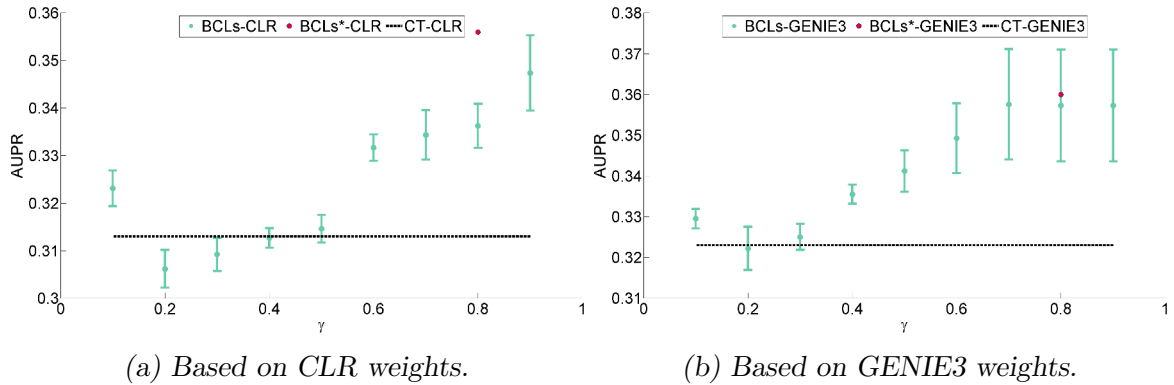 BCLs-CLR BCLs*-CLR CT-CLR
0.36
0.35
0.34
0.33
0.32
0.31
0.3
AUPR
0 0.2 0.4 0.6 0.8 1
γ
(a) Based on CLR weights.
BCLs-GENIE3 BCLs*-GENIE3 CT-GENIE3
0.38
0.37
0.36
0.35
0.34
0.33
0.32
0.31
AUPR
0 0.2 0.4 0.6 0.8 1
γ
(b) Based on GENIE3 weights.